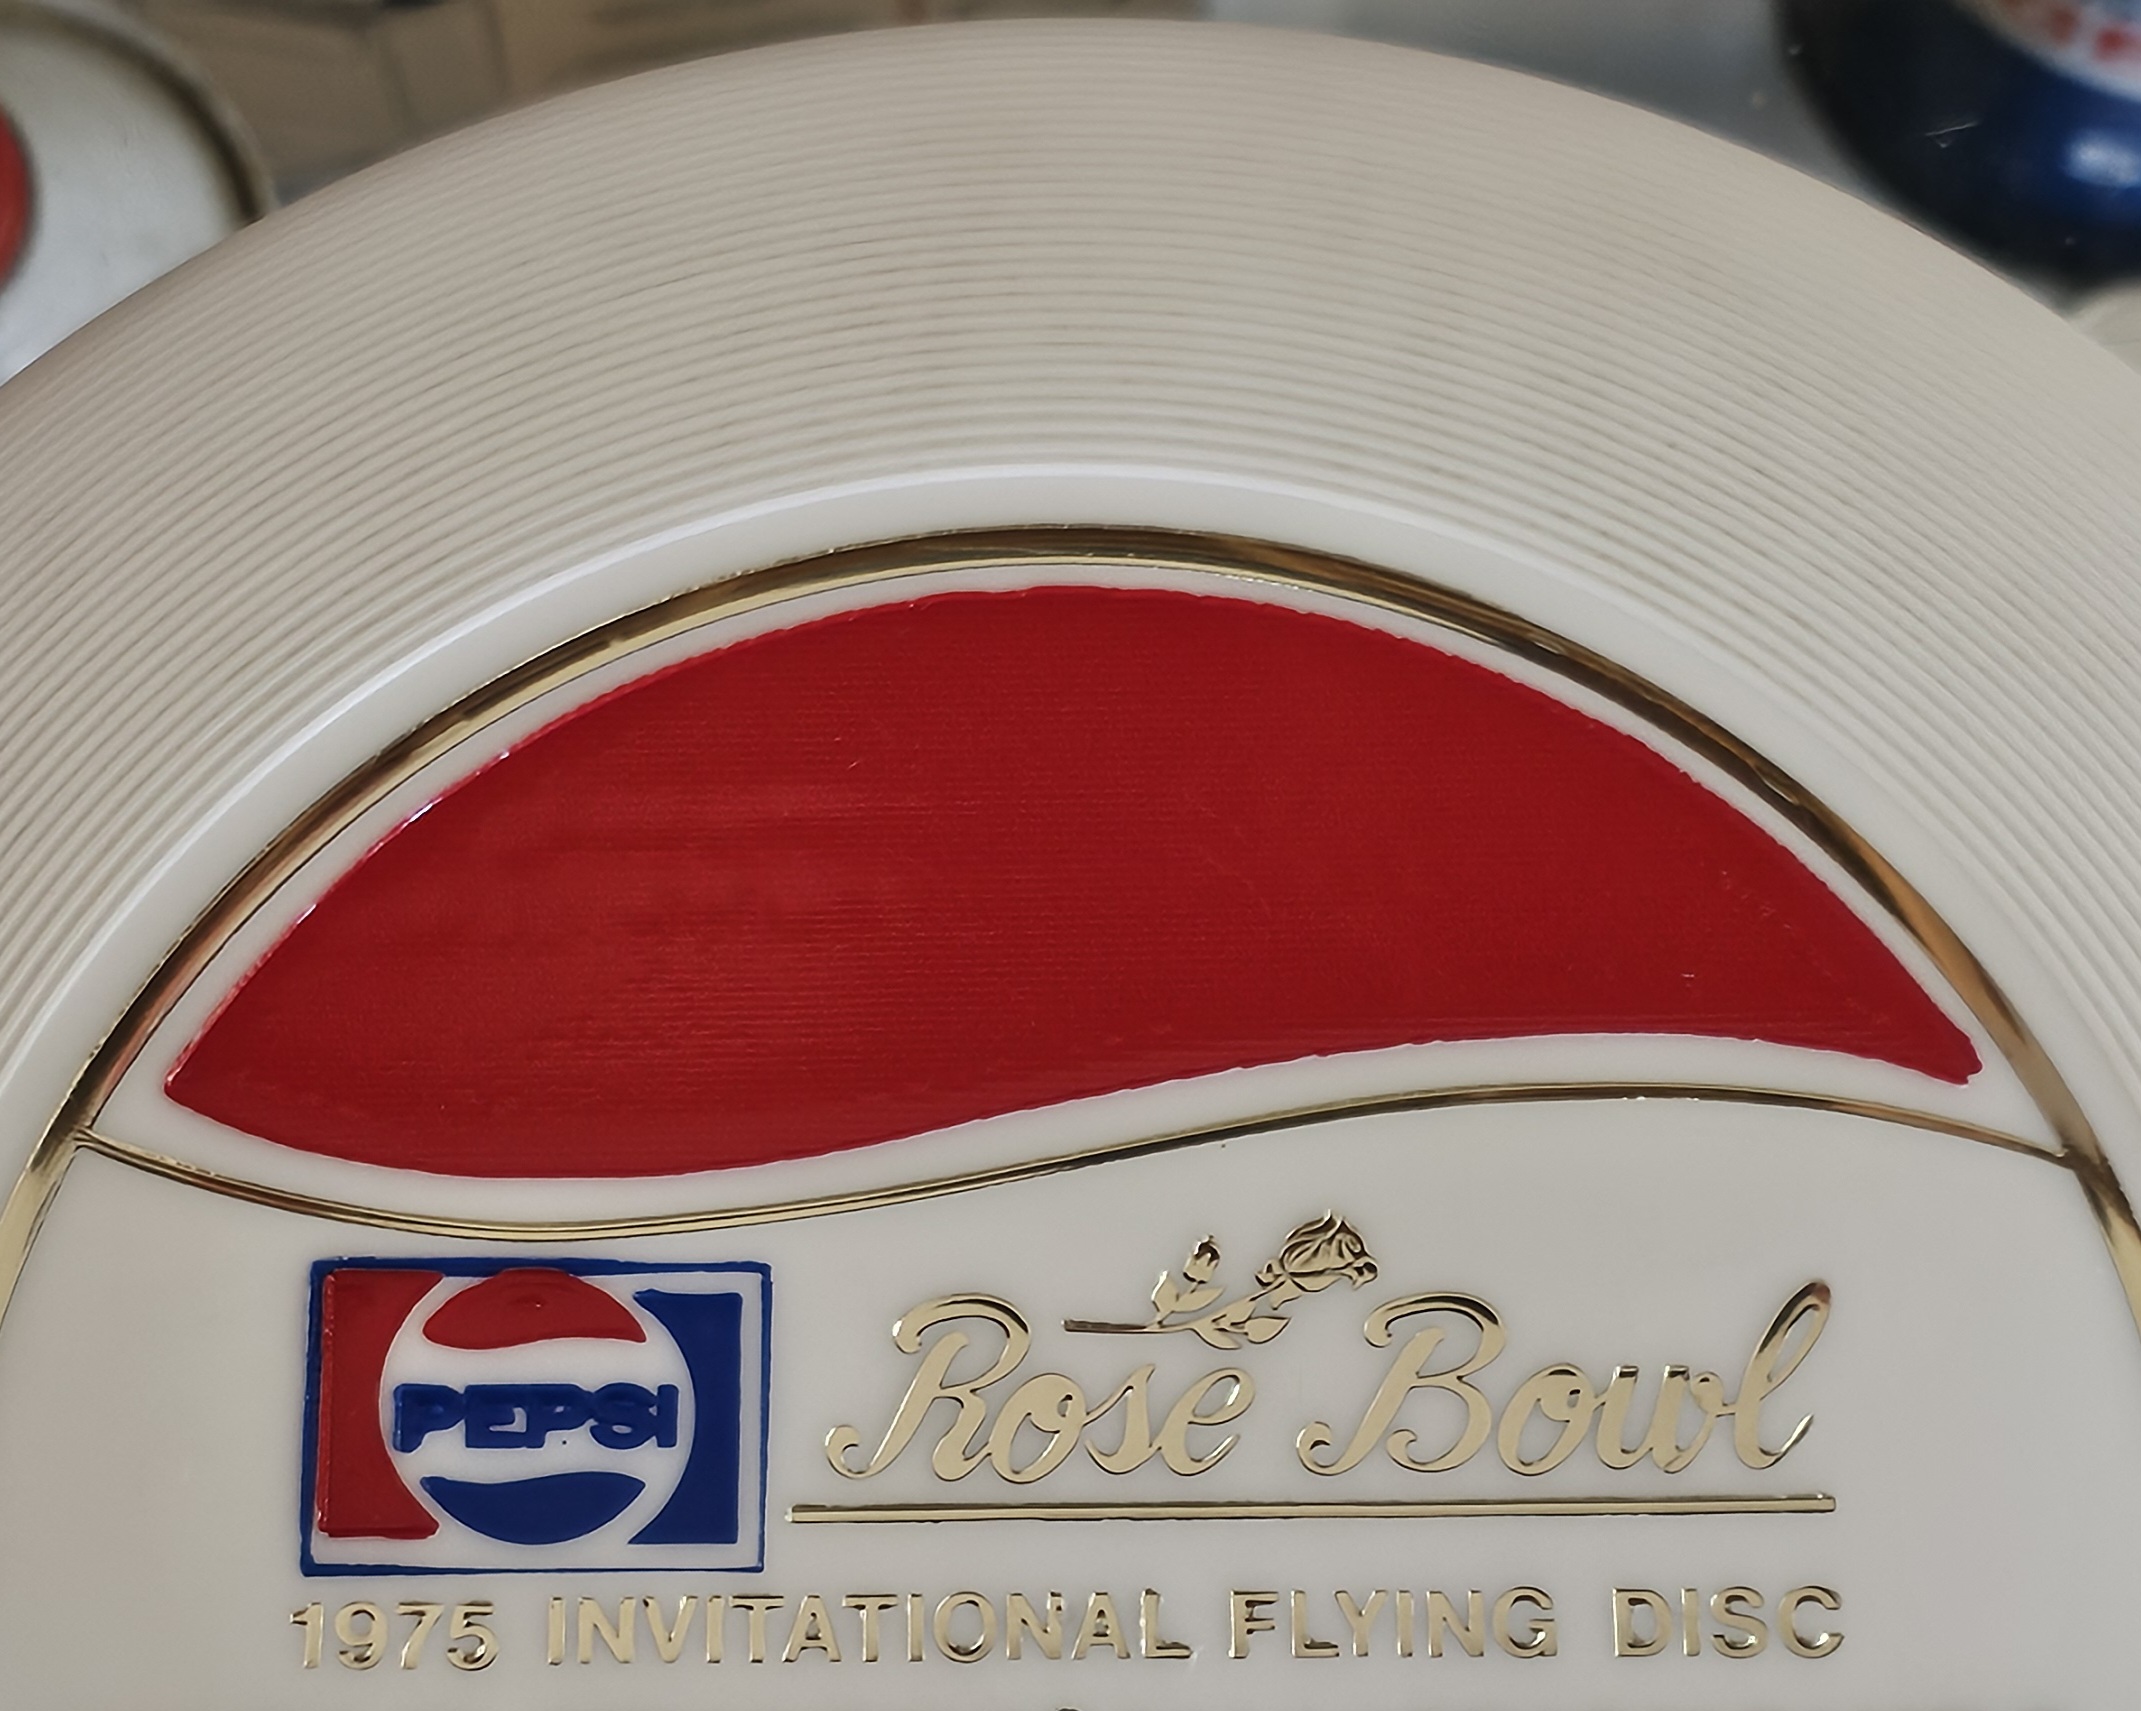 PEPSI
Rose Bowl
1975 INVITATIONAL FLYING DISC